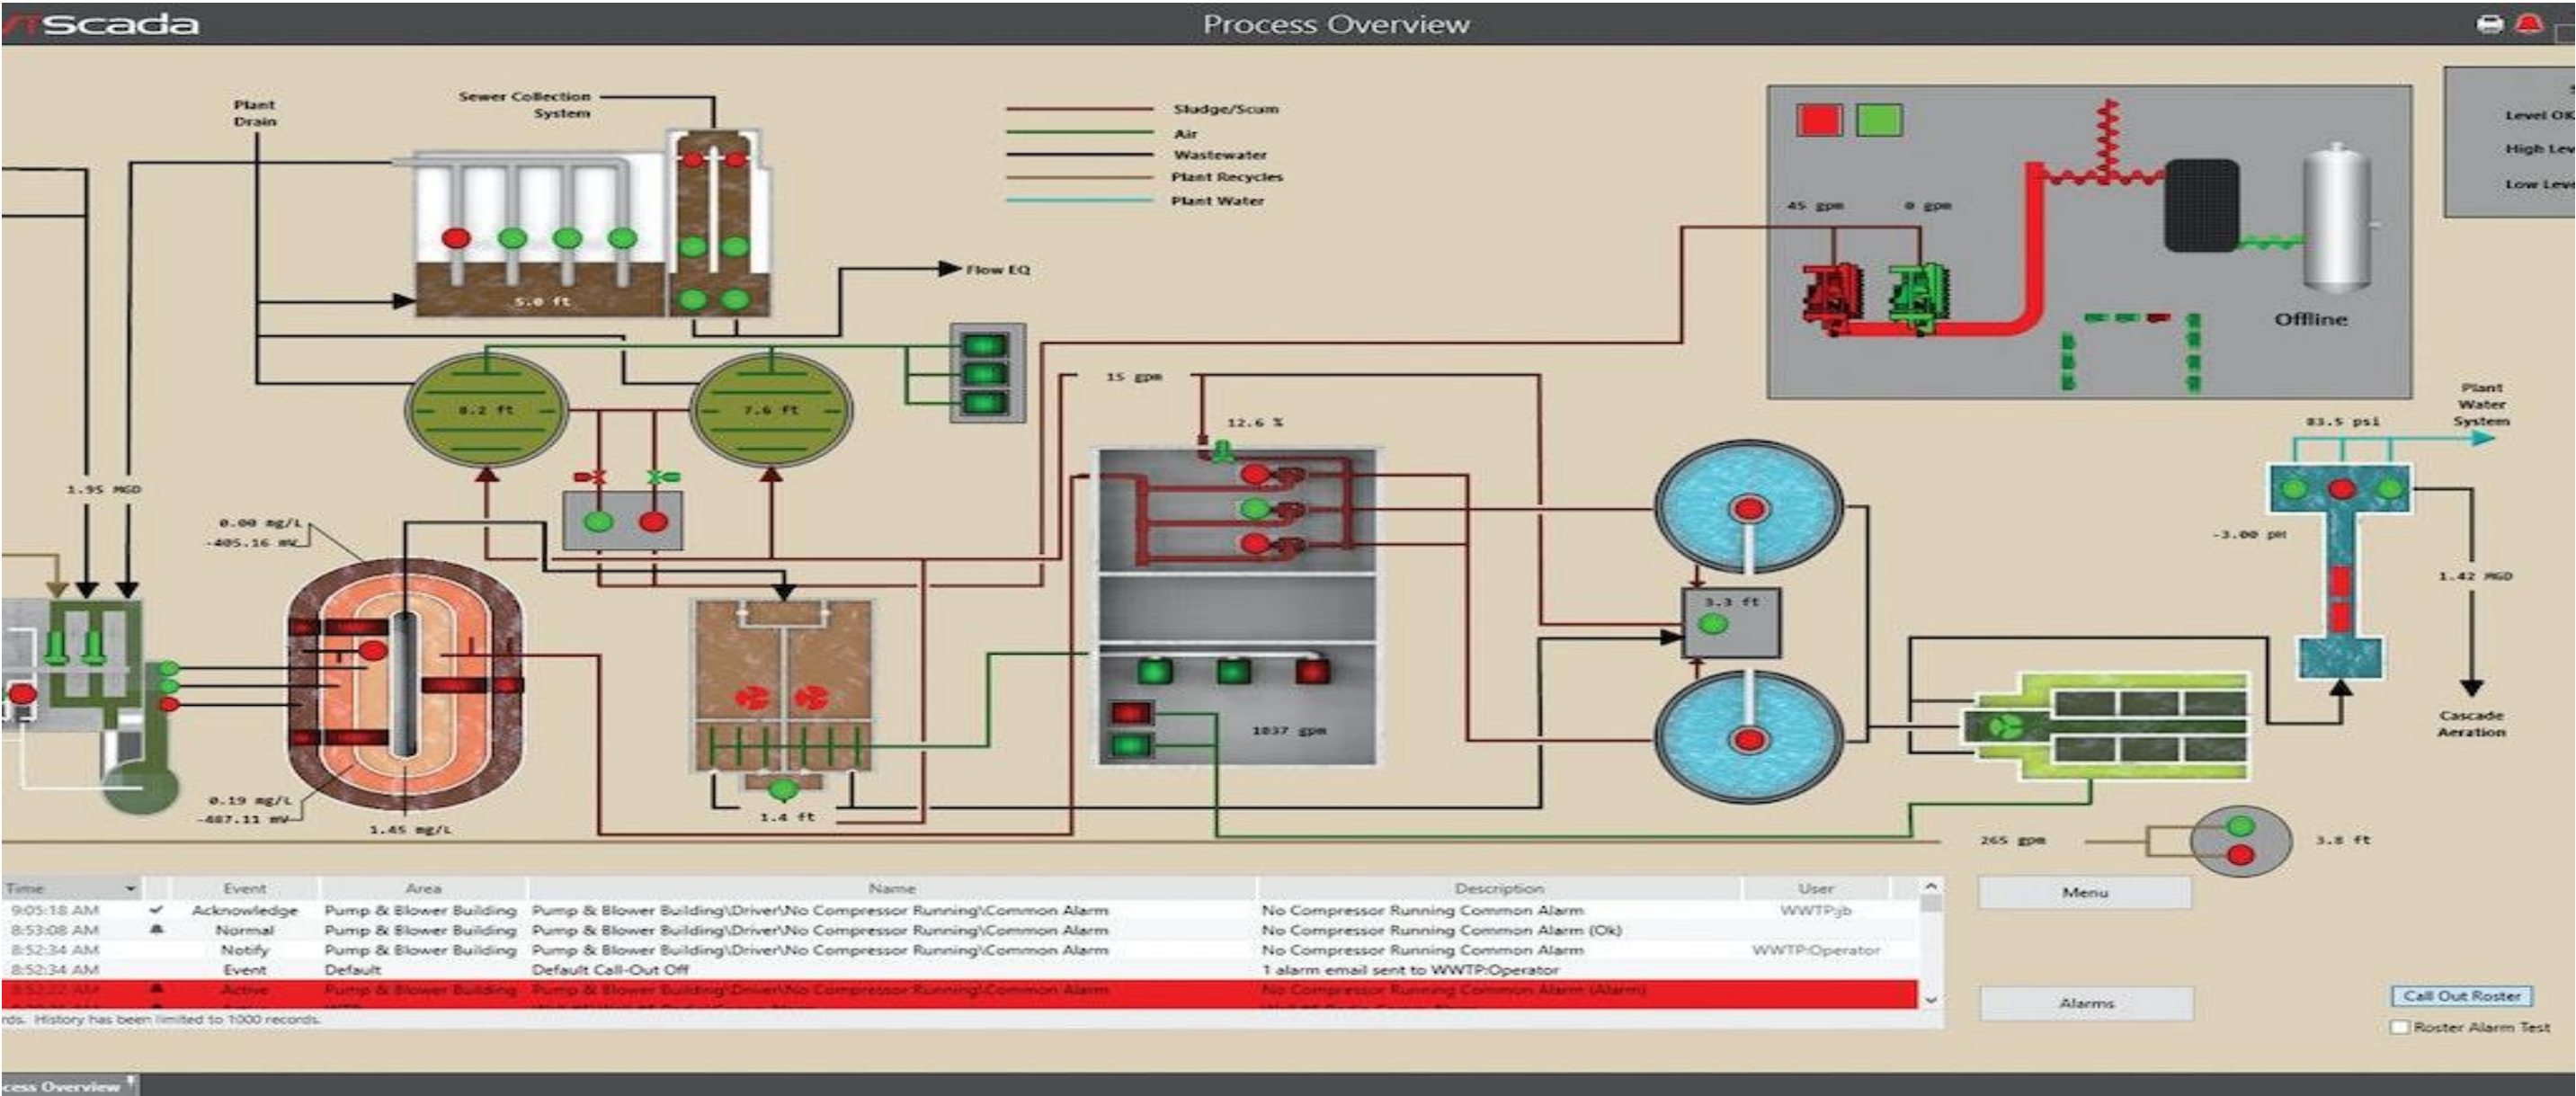 VTScada
Process Overview
Plant
Drain
Sewer Collection
System
Sludge/Scum
Air
Wastewater
Plant Recycles
Plant Water
Level OK
High Lev
Low Leve
45 gpm
0 gpm
Flow EQ
5.0 ft
Offline
8.2 ft
7.6 ft
15 gpm
12.6 %
Plant
Water
System
83.5 psi
1.95 MGD
0.00 mg/L
-405.16 mV
-3.00 pH
1.42 MGD
3.3 ft
Cascade
Aeration
1037 gpm
0.19 mg/L
-487.11 mV
1.45 mg/L
1.4 ft
265 gpm
3.8 ft
Time Event Area Name Description User
9:05:18 AM Acknowledge Pump & Blower Building Pump & Blower Building\Driver\No Compressor Running\Common Alarm No Compressor Running Common Alarm WWTP:jb
8:53:08 AM Normal Pump & Blower Building Pump & Blower Building\Driver\No Compressor Running\Common Alarm No Compressor Running Common Alarm (Ok)
8:52:34 AM Notify Pump & Blower Building Pump & Blower Building\Driver\No Compressor Running\Common Alarm No Compressor Running Common Alarm WWTP:Operator
8:52:34 AM Event Default Default Call-Out Off 1 alarm email sent to WWTP:Operator
8:52:22 AM Active Pump & Blower Building Pump & Blower Building\Driver\No Compressor Running\Common Alarm No Compressor Running Common Alarm (Alarm)
rds. History has been limited to 1000 records.
Menu
Alarms
Call Out Roster
Roster Alarm Test
cess Overview